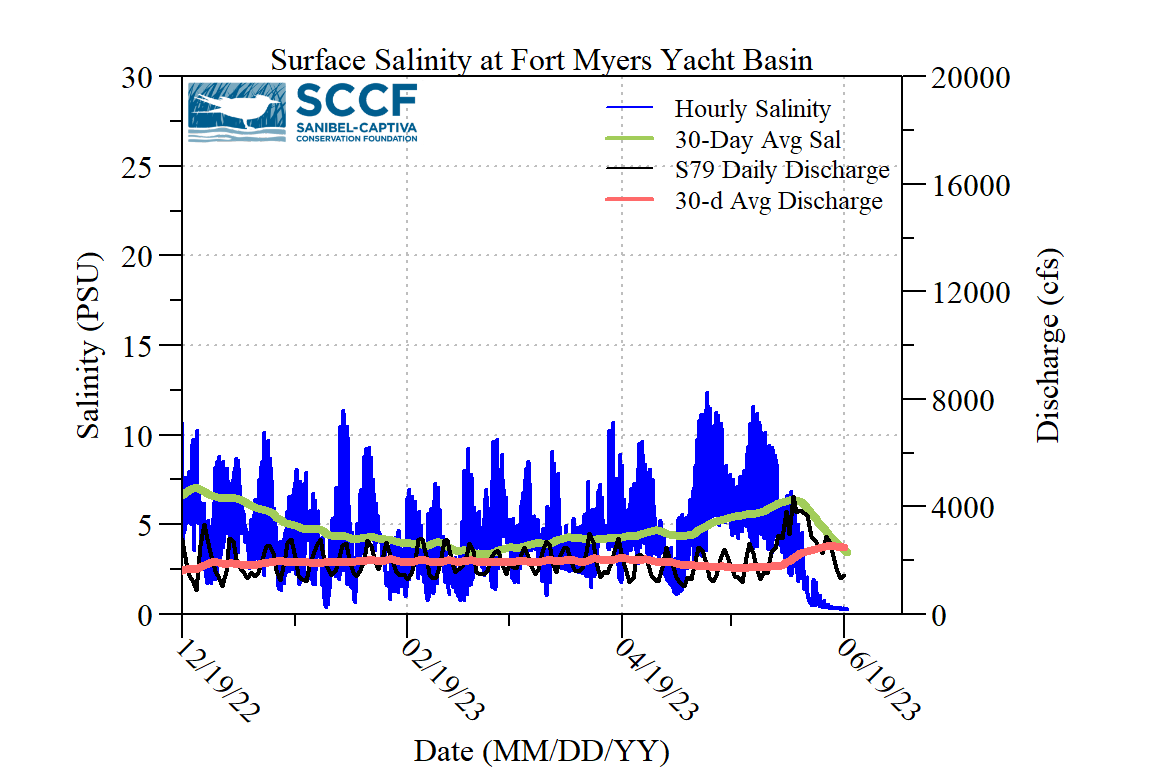 Surface Salinity at Fort Myers Yacht Basin
SCCF
SANIBEL-CAPTIVA
CONSERVATION FOUNDATION
Hourly Salinity
30-Day Avg Sal
S79 Daily Discharge
30-d Avg Discharge
30
25
20
15
10
5
0
Salinity (PSU)
20000
16000
12000
8000
4000
0
Discharge (cfs)
12/19/22
02/19/23
04/19/23
06/19/23
Date (MM/DD/YY)